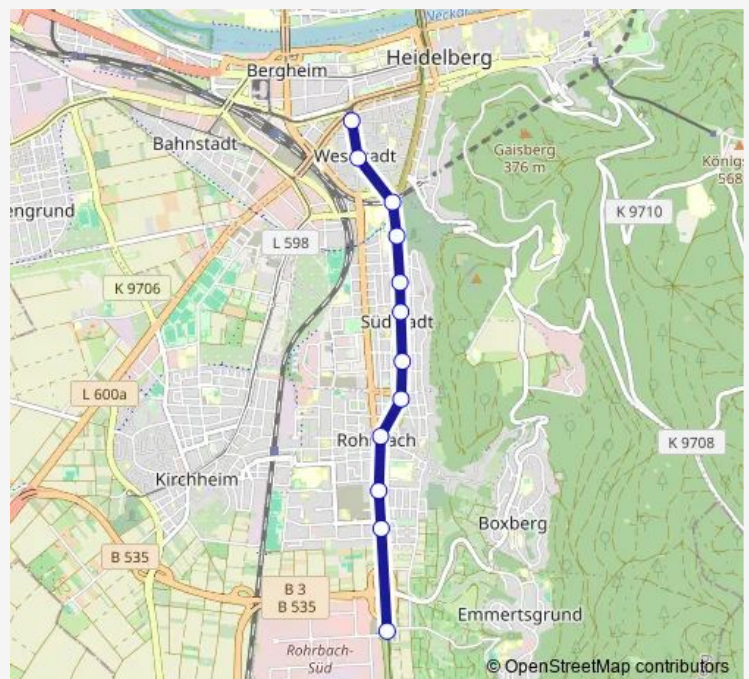 Neckar
Heidelberg
Bergheim
Bahnstadt
Gaisberg
376 m
Königs
568
engrund
K 9710
L 598
K 9706
Südstadt
L 600a
Rohrbach
K 9708
Kirchheim
Boxberg
B 535
B 3
B 535
Emmertsgrund
Rohrbach-
Süd
© OpenStreetMap contributors